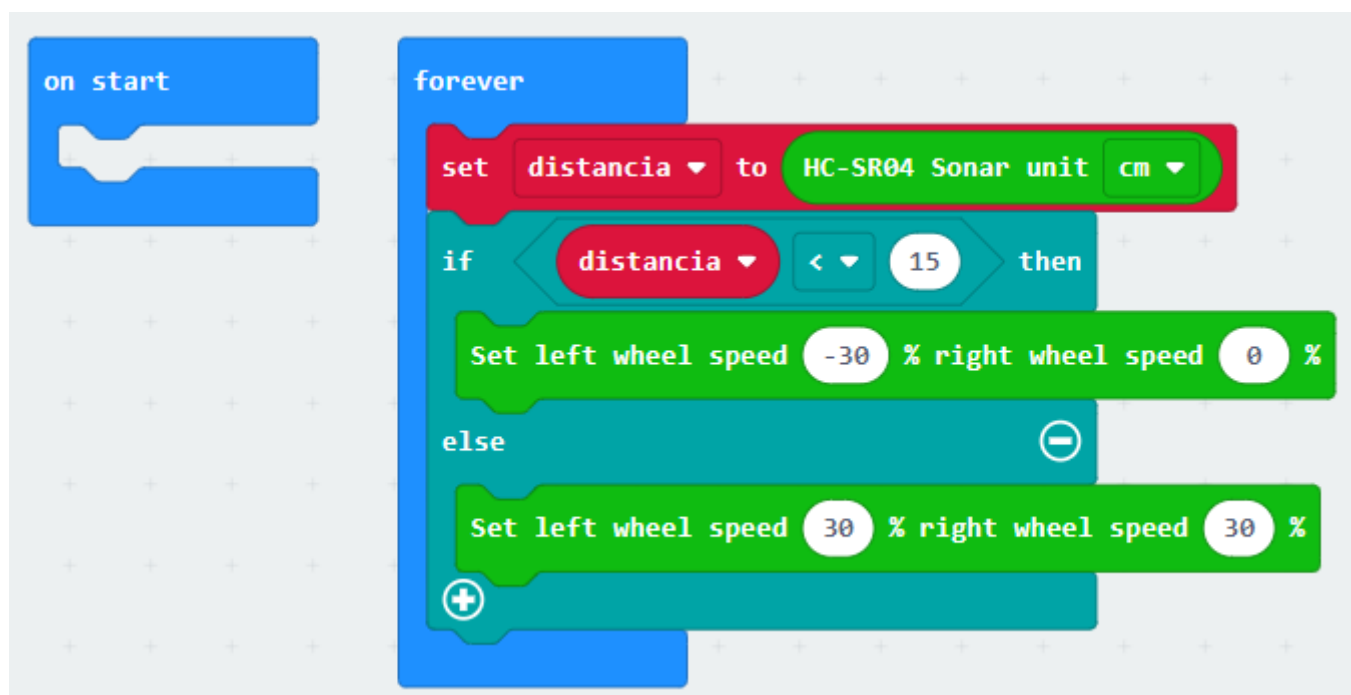 on start
forever
set distancia to HC-SR04 Sonar unit cm
if distancia < 15 then
Set left wheel speed -30 % right wheel speed 0 %
else
Set left wheel speed 30 % right wheel speed 30 %